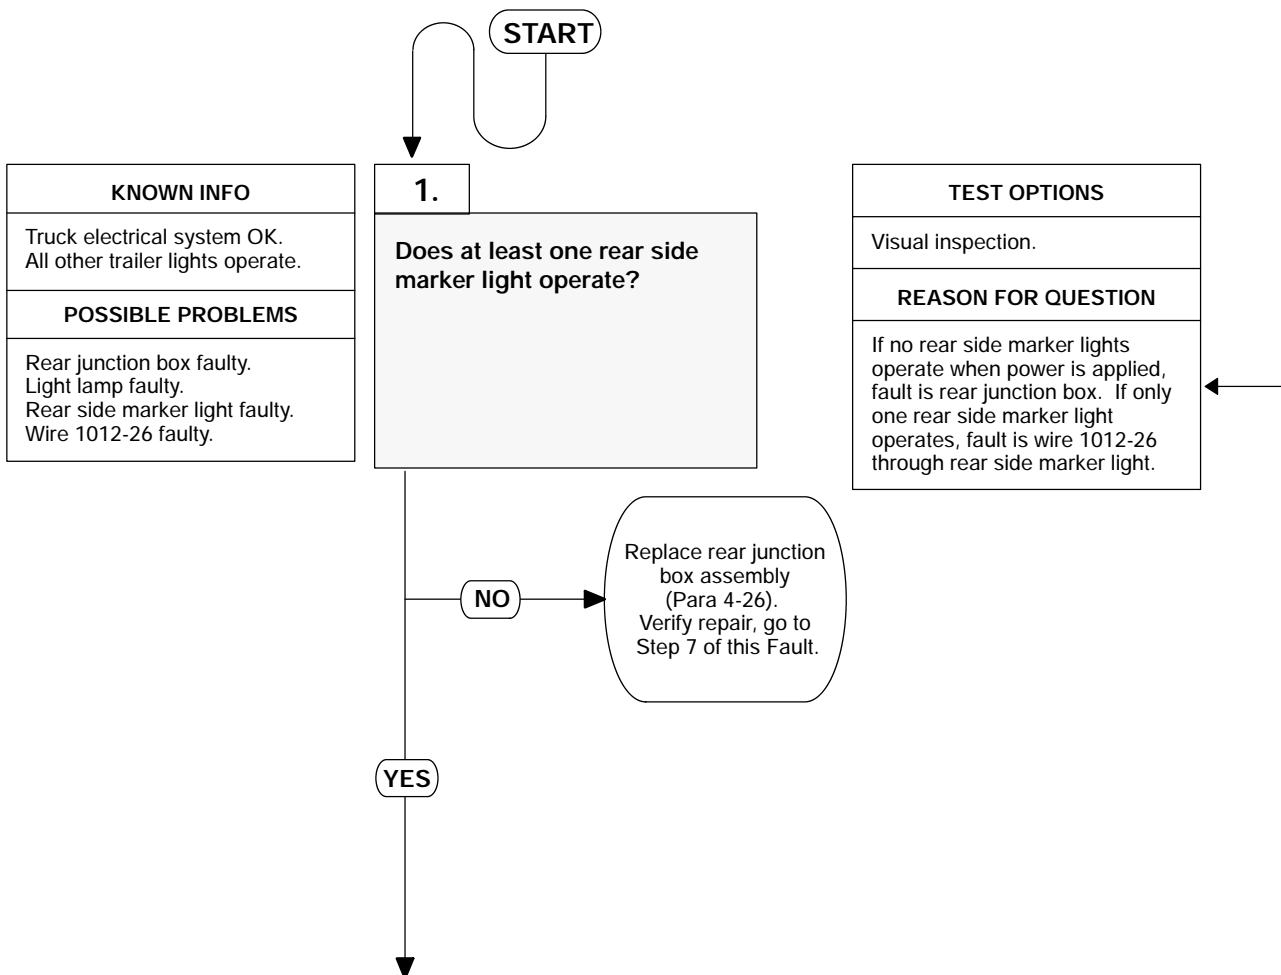 START
KNOWN INFO
Truck electrical system OK.
All other trailer lights operate.
POSSIBLE PROBLEMS
Rear junction box faulty.
Light lamp faulty.
Rear side marker light faulty.
Wire 1012-26 faulty.
1.
Does at least one rear side
marker light operate?
TEST OPTIONS
Visual inspection.
REASON FOR QUESTION
If no rear side marker lights
operate when power is applied,
fault is rear junction box.  If only
one rear side marker light
operates, fault is wire 1012-26
through rear side marker light.
NO
Replace rear junction
box assembly
(Para 4-26).
Verify repair, go to
Step 7 of this Fault.
YES